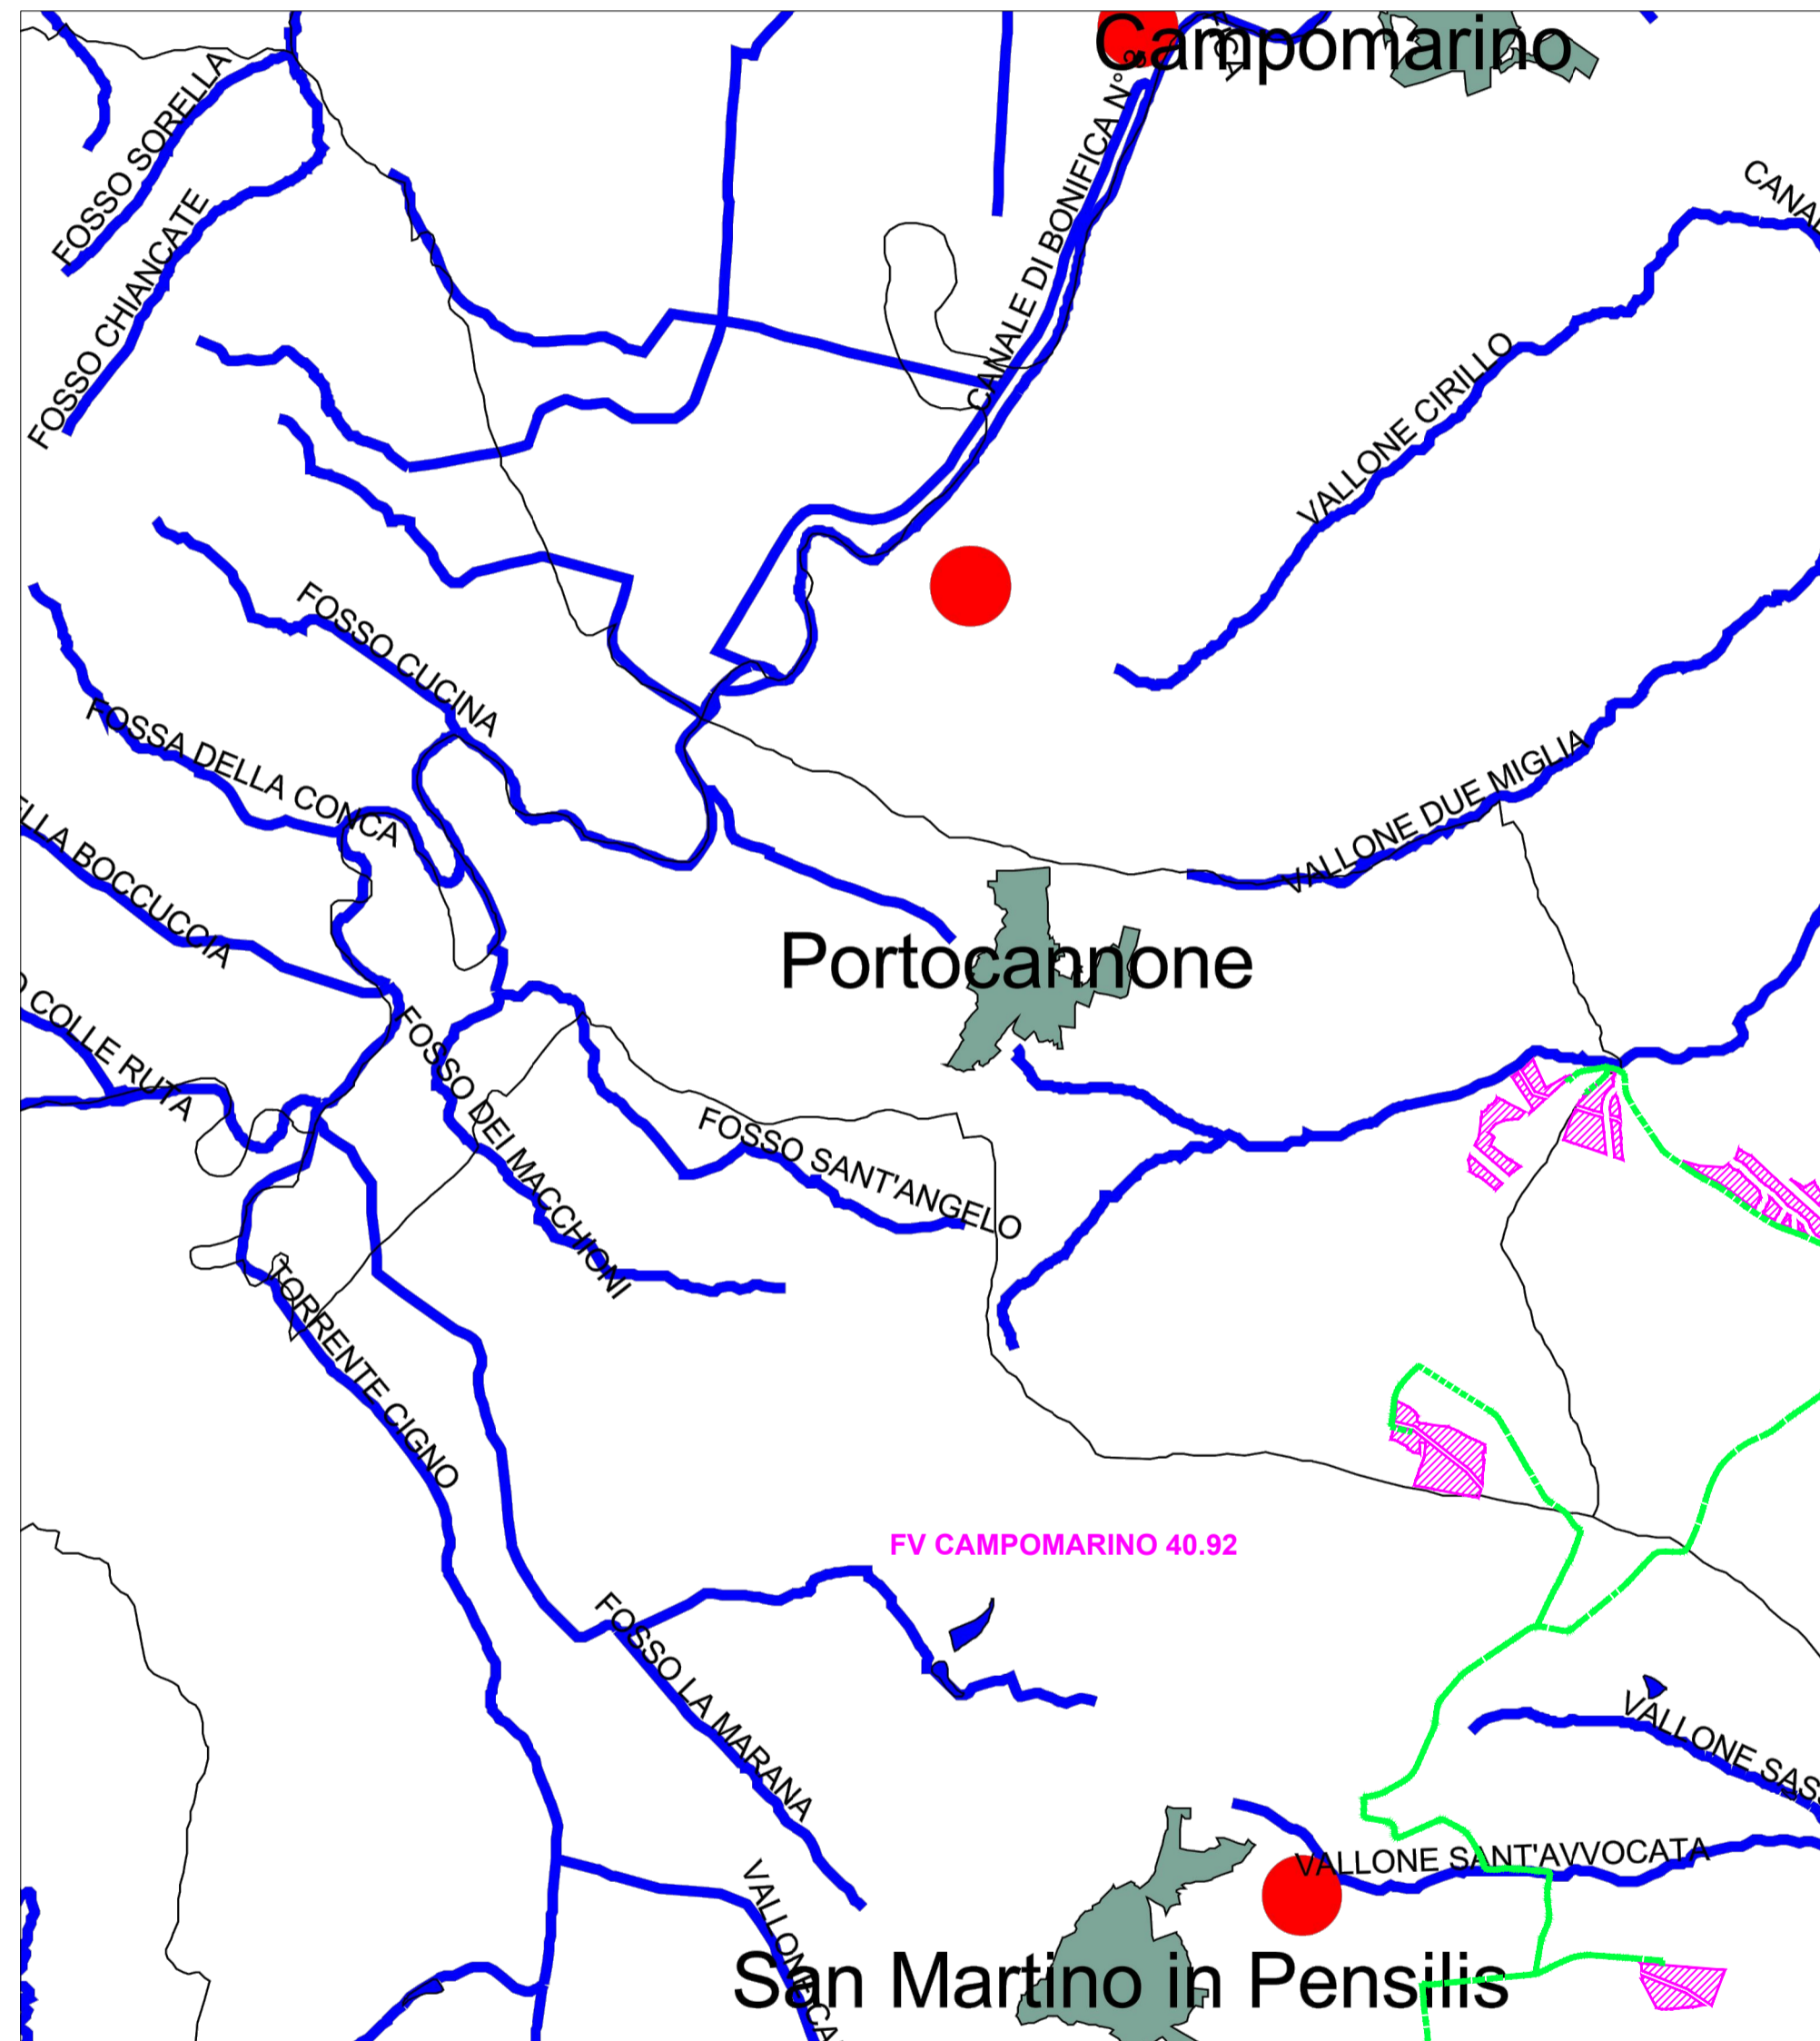 Campomarino
FOSSO SORELLA
FOSSO CHIANCATE
CANALE DI BONIFICA N°
VALLONE CIRILLO
FOSSO CUCINA
FOSSA DELLA CONCA
VALLONE DUE MIGLIA
BOCCUCCIA
Portocannone
COLLE RUTA
FOSSO DEI MACCHIONI
FOSSO SANT'ANGELO
TORRENTE CIGNO
FV CAMPOMARINO 40.92
FOSSO LA MARANA
VALLONE SAS
VALLONE SANT'AVVOCATA
VALLONE CA
San Martino in Pensilis